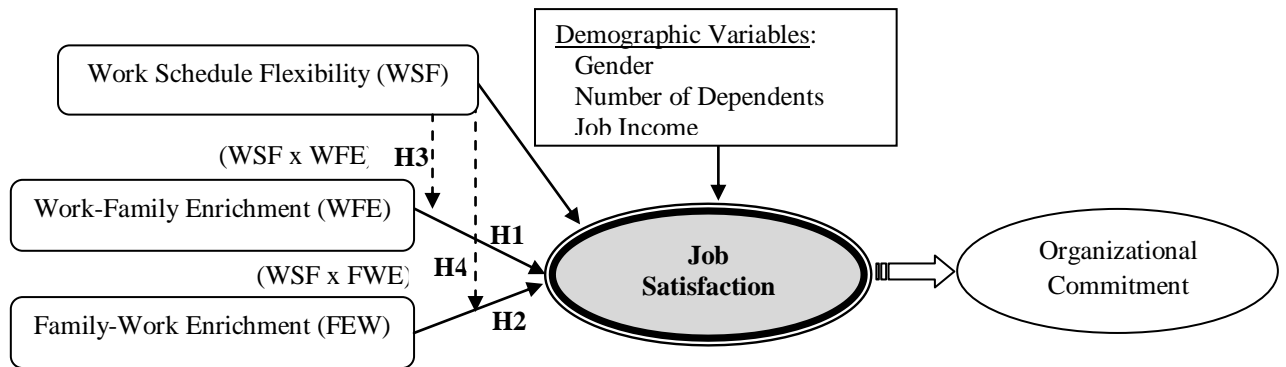 Demographic Variables:
Gender
Number of Dependents
Job Income
Work Schedule Flexibility (WSF)
(WSF x WFE)
H3
Work-Family Enrichment (WFE)
H1
H4
(WSF x FWE)
Family-Work Enrichment (FEW)
H2
Job
Satisfaction
Organizational
Commitment